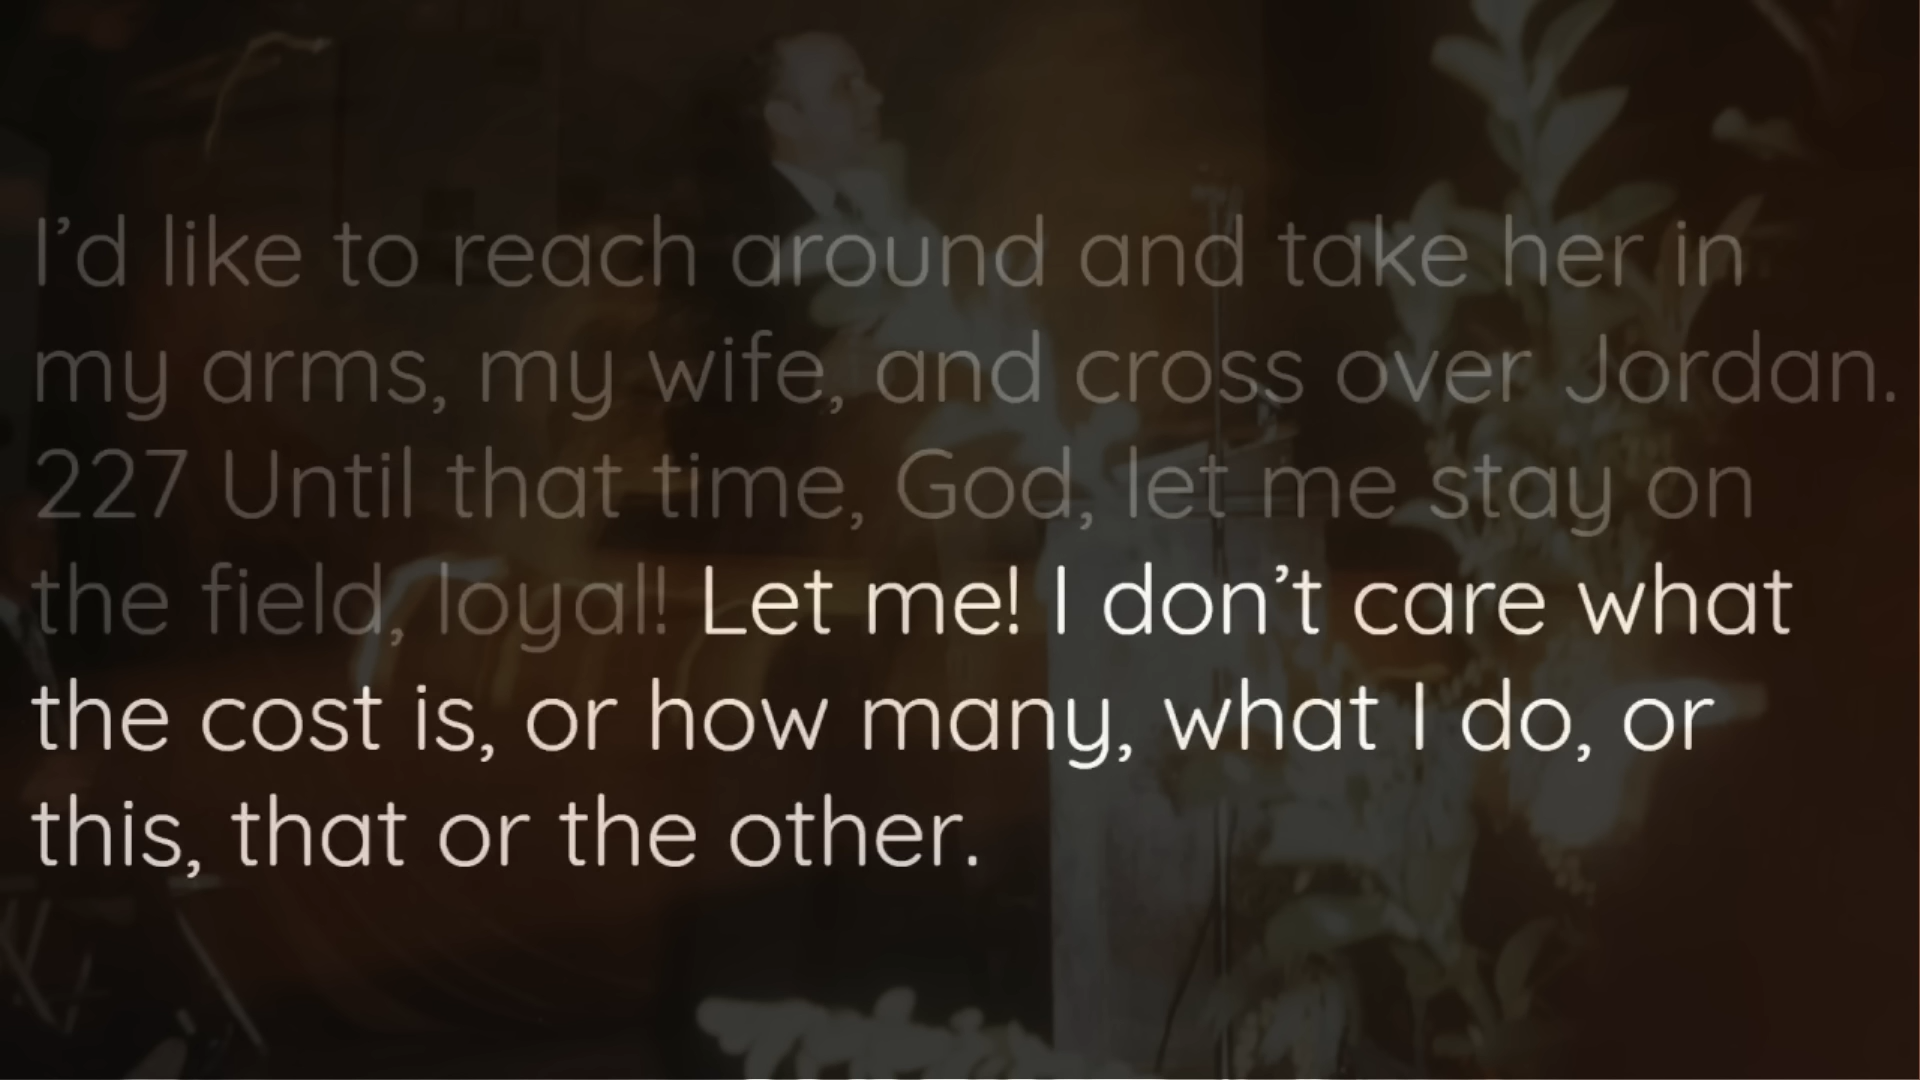 I’d like to reach around and take her in
my arms, my wife, and cross over Jordan.
227 Until that time, God, let me stay on
the field, loyal! Let me! I don’t care what
the cost is, or how many, what I do, or
this, that or the other.